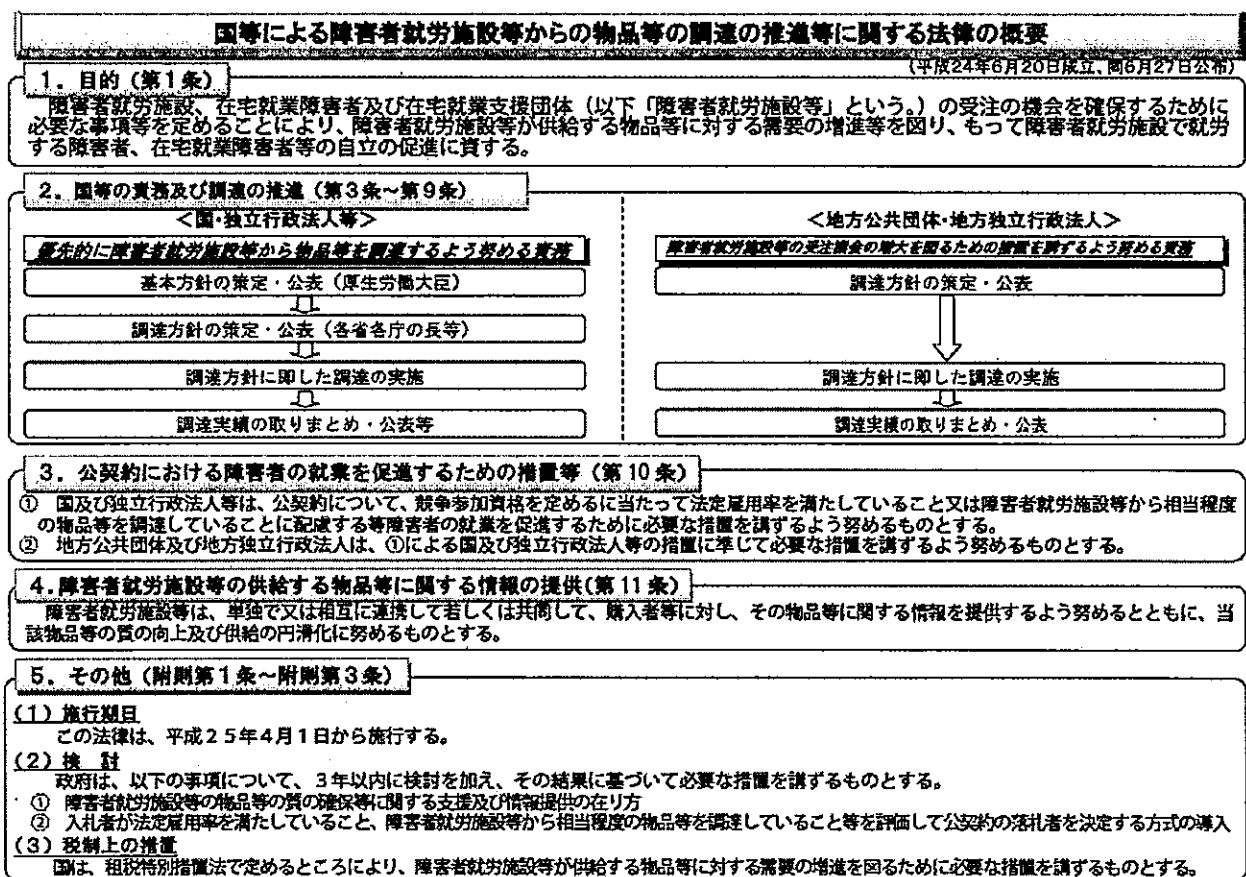 国等による障害者就労施設等からの物品等の調達の推進等に関する法律の概要
(平成24年6月20日成立、同6月27日公布)
1．目的（第1条）
障害者就労施設、在宅就業障害者及び在宅就業支援団体（以下「障害者就労施設等」という。）の受注の機会を確保するために
必要な事項等を定めることにより、障害者就労施設等が供給する物品等に対する需要の増進等を図り、もって障害者就労施設で就労
する障害者、在宅就業障害者等の自立の促進に資する。
2．国等の責務及び調達の推進（第3条～第9条）
＜国・独立行政法人等＞
優先的に障害者就労施設等から物品等を調達するよう努める責務
基本方針の策定・公表（厚生労働大臣）
調達方針の策定・公表（各省各庁の長等）
調達方針に即した調達の実施
調達実績の取りまとめ・公表等
＜地方公共団体・地方独立行政法人＞
障害者就労施設等の受注機会の増大を図るための措置を講ずるよう努める責務
調達方針の策定・公表
調達方針に即した調達の実施
調達実績の取りまとめ・公表
3．公契約における障害者の就業を促進するための措置等（第10条）
① 国及び独立行政法人等は、公契約について、競争参加資格を定めるに当たって法定雇用率を満たしていること又は障害者就労施設等から相当程度
の物品等を調達していることに配慮する等障害者の就業を促進するために必要な措置を講ずるよう努めるものとする。
② 地方公共団体及び地方独立行政法人は、①による国及び独立行政法人等の措置に準じて必要な措置を講ずるよう努めるものとする。
4．障害者就労施設等の供給する物品等に関する情報の提供（第11条）
障害者就労施設等は、単独で又は相互に連携して若しくは共同して、購入者等に対し、その物品等に関する情報を提供するよう努めるとともに、当
該物品等の質の向上及び供給の円滑化に努めるものとする。
5．その他（附則第1条～附則第3条）
（1）施行期日
この法律は、平成25年4月1日から施行する。
（2）検 討
政府は、以下の事項について、3年以内に検討を加え、その結果に基づいて必要な措置を講ずるものとする。
① 障害者就労施設等の物品等の質の確保等に関する支援及び情報提供の在り方
② 入札者が法定雇用率を満たしていること、障害者就労施設等から相当程度の物品等を調達していること等を評価して公契約の落札者を決定する方式の導入
（3）税制上の措置
国は、租税特別措置法で定めるところにより、障害者就労施設等が供給する物品等に対する需要の増進を図るために必要な措置を講ずるものとする。